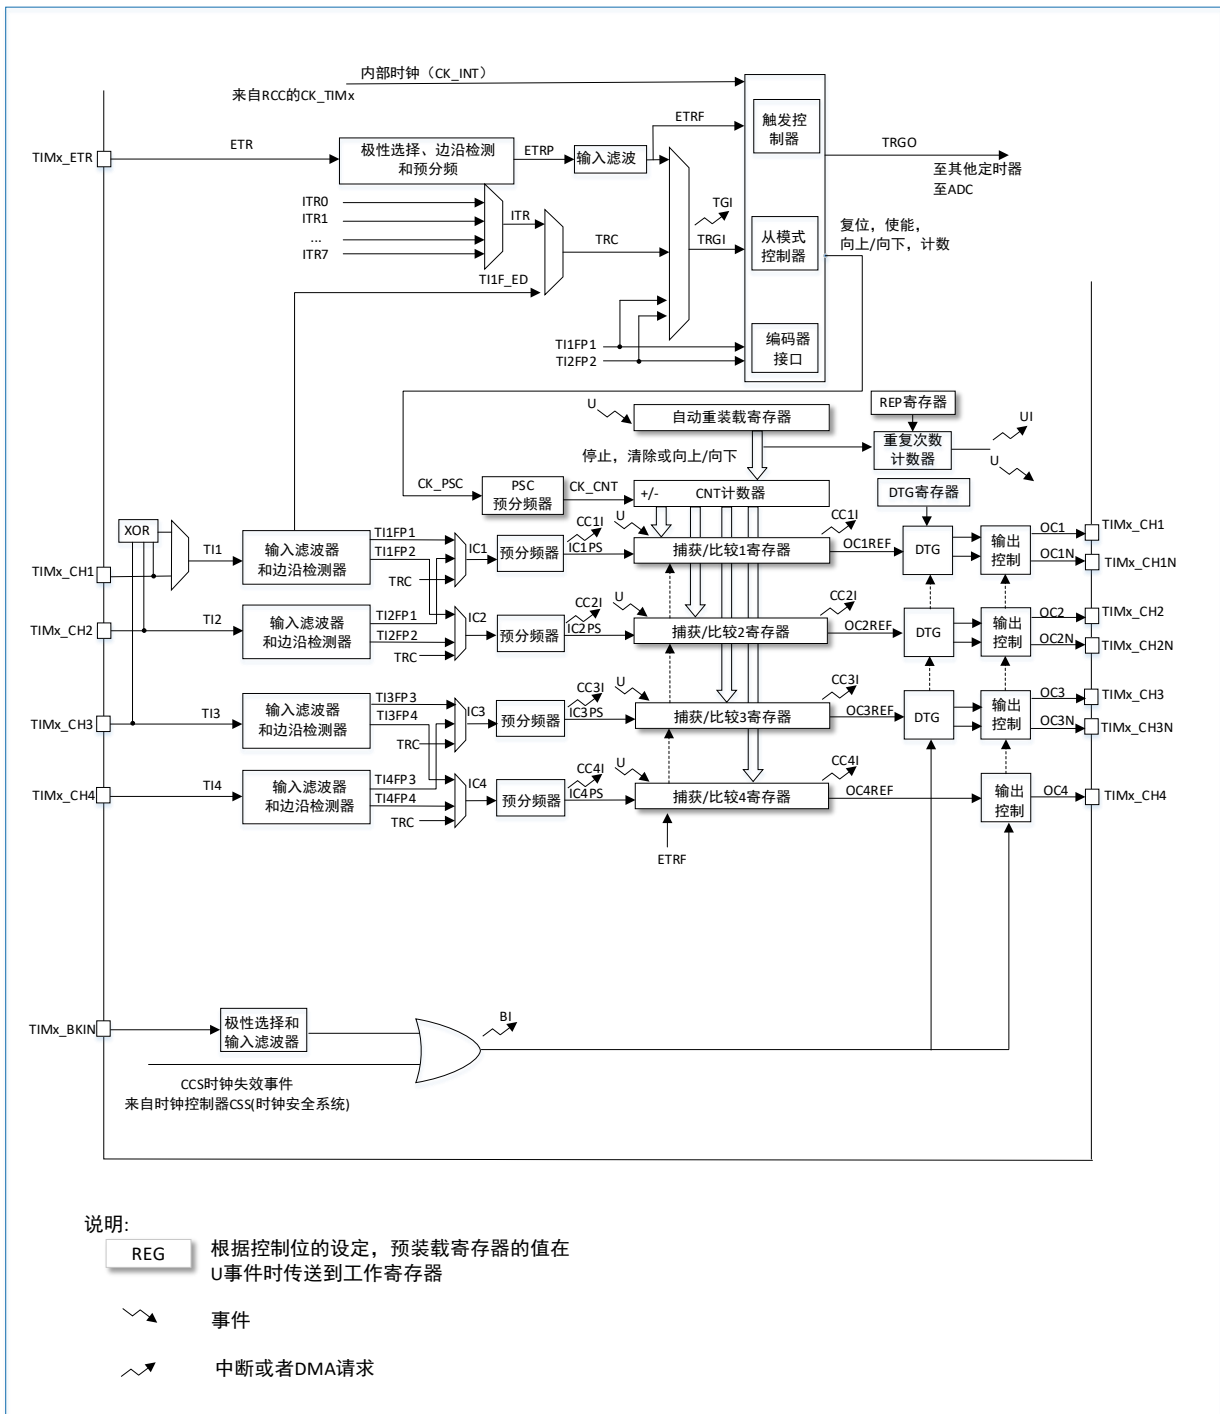 内部时钟（CK_INT）
来自RCC的CK_TIMx
TIMx_ETR
ETR
极性选择、边沿检测
和预分频
ETRP
输入滤波
ETRF
触发控
制器
TRGO
至其他定时器
至ADC
ITR0
ITR1
...
ITR7
ITR
TRC
TGI
TRGI
从模式
控制器
复位，使能，
向上/向下，计数
TI1F_ED
TI1FP1
TI2FP2
编码器
接口
U
自动重装载寄存器
REP寄存器
重复次数
计数器
UI
U
停止，清除或向上/向下
CK_PSC
PSC
预分频器
CK_CNT
+/-
CNT计数器
DTG寄存器
XOR
TI1
输入滤波器
和边沿检测器
TI1FP1
TI1FP2
TRC
IC1
预分频器
CC1I
IC1PS
U
捕获/比较1寄存器
CC1I
OC1REF
DTG
输出
控制
OC1
OC1N
TIMx_CH1
TIMx_CH1N
TIMx_CH1
TIMx_CH2
TI2
输入滤波器
和边沿检测器
TI2FP1
TI2FP2
TRC
IC2
预分频器
CC2I
IC2PS
U
捕获/比较2寄存器
CC2I
OC2REF
DTG
输出
控制
OC2
OC2N
TIMx_CH2
TIMx_CH2N
TIMx_CH3
TI3
输入滤波器
和边沿检测器
TI3FP3
TI3FP4
TRC
IC3
预分频器
CC3I
IC3PS
U
捕获/比较3寄存器
CC3I
OC3REF
DTG
输出
控制
OC3
OC3N
TIMx_CH3
TIMx_CH3N
TIMx_CH4
TI4
输入滤波器
和边沿检测器
TI4FP3
TI4FP4
TRC
IC4
预分频器
CC4I
IC4PS
U
捕获/比较4寄存器
CC4I
OC4REF
输出
控制
OC4
TIMx_CH4
ETRF
TIMx_BKIN
极性选择和
输入滤波器
BI
CCS时钟失效事件
来自时钟控制器CSS(时钟安全系统)
说明:
REG
根据控制位的设定，预装载寄存器的值在
U事件时传送到工作寄存器
事件
中断或者DMA请求